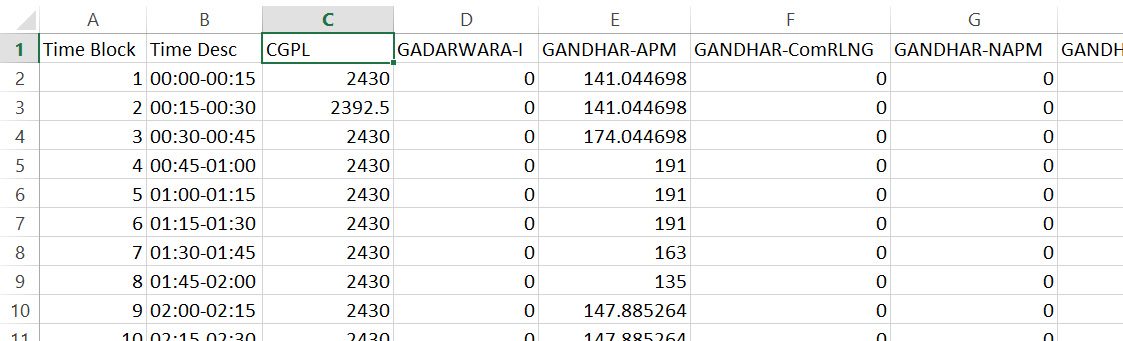 A B C D E F G
1 Time Block Time Desc CGPL GADARWARA-I GANDHAR-APM GANDHAR-ComRLNG GANDHAR-NAPM GANDH
2 1 00:00-00:15 2430 0 141.044698 0 0
3 2 00:15-00:30 2392.5 0 141.044698 0 0
4 3 00:30-00:45 2430 0 174.044698 0 0
5 4 00:45-01:00 2430 0 191 0 0
6 5 01:00-01:15 2430 0 191 0 0
7 6 01:15-01:30 2430 0 191 0 0
8 7 01:30-01:45 2430 0 163 0 0
9 8 01:45-02:00 2430 0 135 0 0
10 9 02:00-02:15 2430 0 147.885264 0 0
11 10 02:15-02:30 2430 0 147.885264 0 0